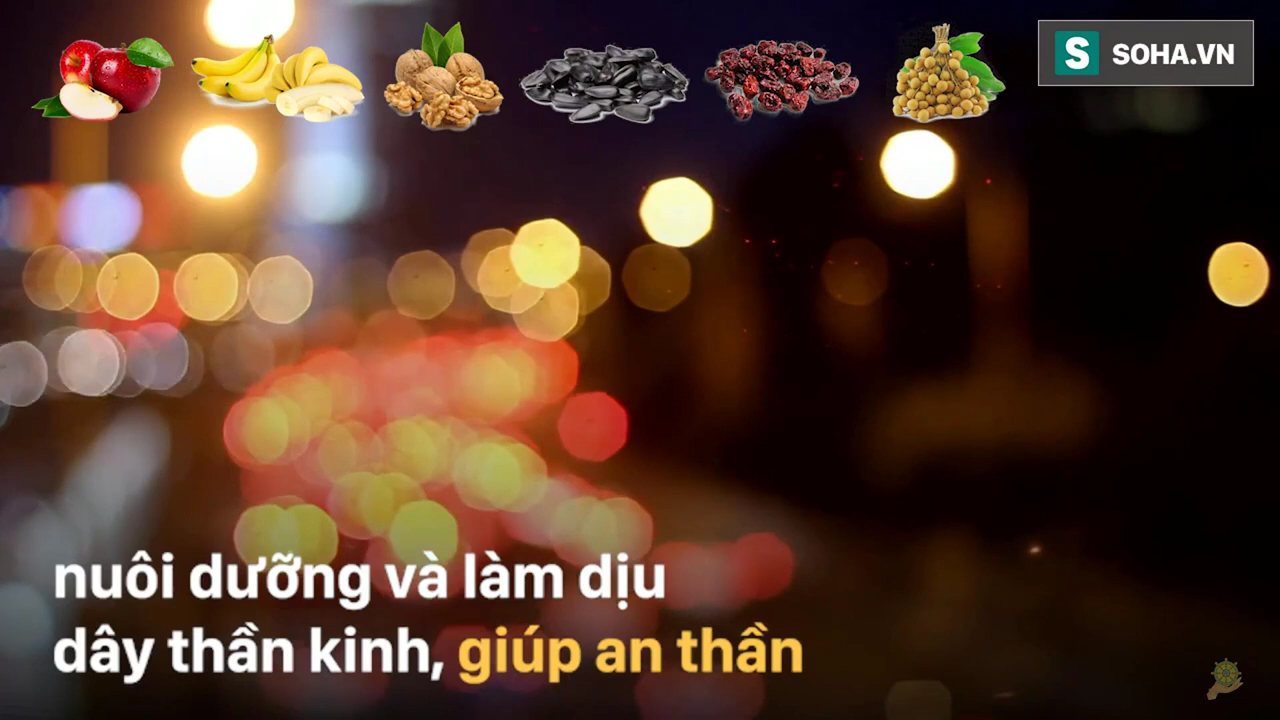 S SOHA.VN
nuôi dưỡng và làm dịu
dây thần kinh, giúp an thần